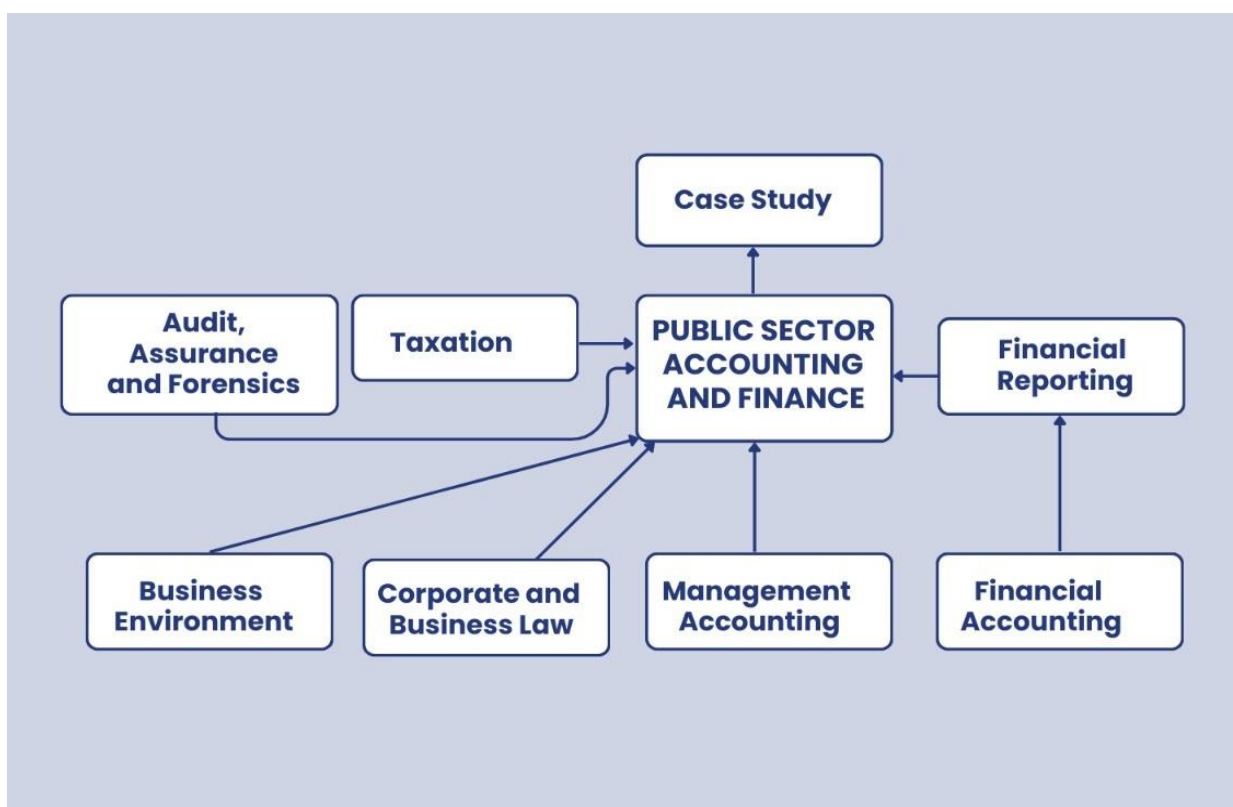 Case Study
Audit,
Assurance
and Forensics
Taxation
PUBLIC SECTOR
ACCOUNTING
AND FINANCE
Financial
Reporting
Business
Environment
Corporate and
Business Law
Management
Accounting
Financial
Accounting